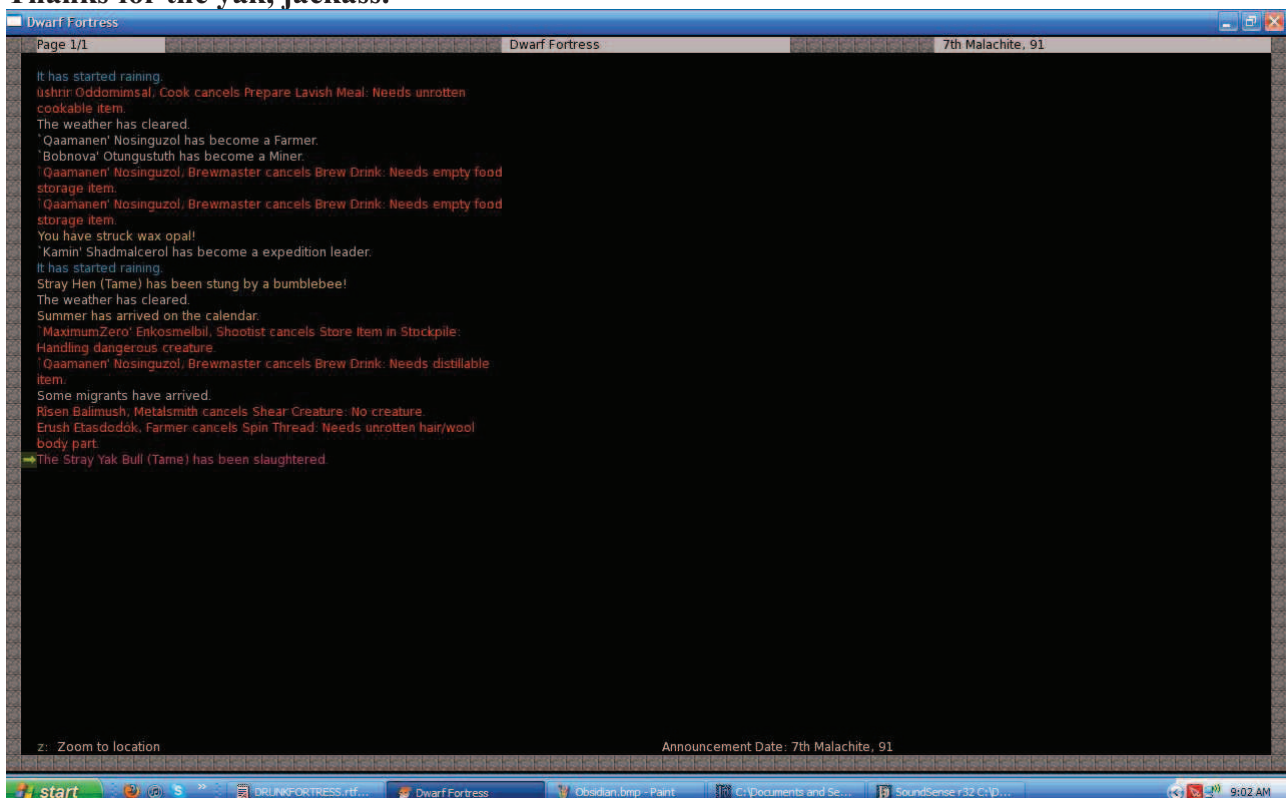 Thanks for the yak, jackass!
Dwarf Fortress
Page 1/1
Dwarf Fortress
7th Malachite, 91
It has started raining.
üshrir Oddomimsal, Cook cancels Prepare Lavish Meal: Needs unrotten
cookable item.
The weather has cleared.
`Qaamanen' Nosinguzol has become a Farmer.
`Bobnova' Otungustuth has become a Miner.
`Qaamanen' Nosinguzol, Brewmaster cancels Brew Drink: Needs empty food
storage item.
`Qaamanen' Nosinguzol, Brewmaster cancels Brew Drink: Needs empty food
storage item.
You have struck wax opal!
`Kamin' Shadmalcerol has become a expedition leader.
It has started raining.
Stray Hen (Tame) has been stung by a bumblebee!
The weather has cleared.
Summer has arrived on the calendar.
`MaximumZero' Enkosmelbil, Shootist cancels Store Item in Stockpile:
Handling dangerous creature.
`Qaamanen' Nosinguzol, Brewmaster cancels Brew Drink: Needs distillable
item.
Some migrants have arrived.
Risen Balimush, Metalsmith cancels Shear Creature: No creature.
Erush Etasdodók, Farmer cancels Spin Thread: Needs unrotten hair/wool
body part.
The Stray Yak Bull (Tame) has been slaughtered.
z: Zoom to location
Announcement Date: 7th Malachite, 91
start
DRUNKFORTRESS.rtf...
Dwarf Fortress
Obsidian.bmp - Paint
C:\Documents and Se...
SoundSense r32 C:\D...
9:02 AM